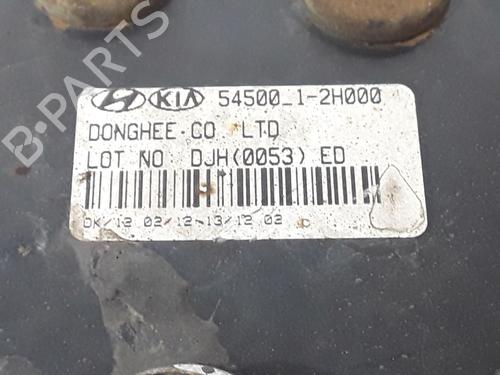 HYUNDAI KIA 54500_1-2H000
DONGHEE.CO LTD
LOT NO DJH(0053) ED
DK/12 02/12-13/12 02
B-PARTS